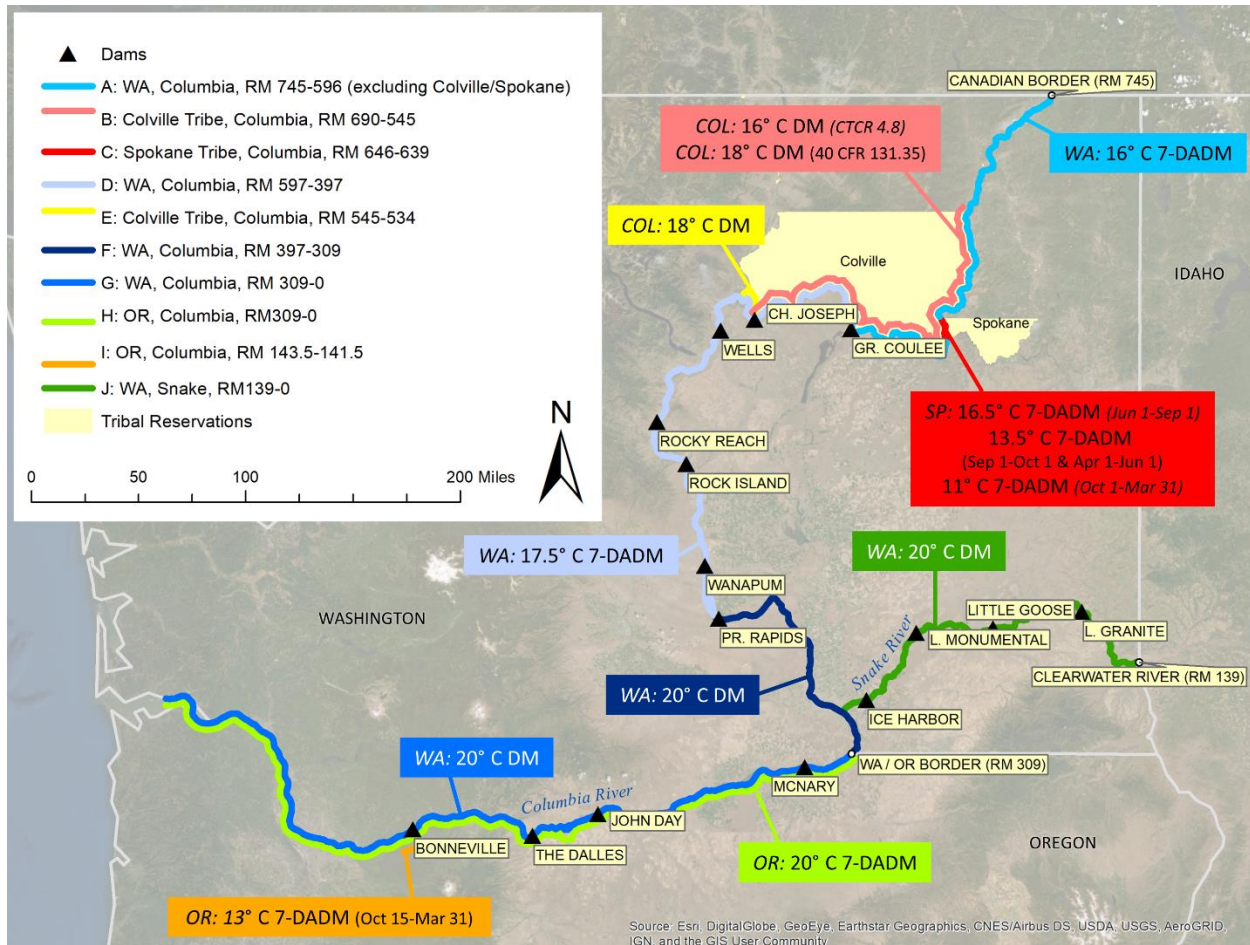 Dams
A: WA, Columbia, RM 745-596 (excluding Colville/Spokane)
B: Colville Tribe, Columbia, RM 690-545
C: Spokane Tribe, Columbia, RM 646-639
D: WA, Columbia, RM 597-397
E: Colville Tribe, Columbia, RM 545-534
F: WA, Columbia, RM 397-309
G: WA, Columbia, RM 309-0
H: OR, Columbia, RM309-0
I: OR, Columbia, RM 143.5-141.5
J: WA, Snake, RM139-0
Tribal Reservations
N
0 50 100 200 Miles
CANADIAN BORDER (RM 745)
COL: 16° C DM (CTCR 4.8)
COL: 18° C DM (40 CFR 131.35)
WA: 16° C 7-DADM
COL: 18° C DM
Colville
IDAHO
CH. JOSEPH
Spokane
WELLS
GR. COULEE
SP: 16.5° C 7-DADM (Jun 1-Sep 1)
13.5° C 7-DADM
(Sep 1-Oct 1 & Apr 1-Jun 1)
11° C 7-DADM (Oct 1-Mar 31)
ROCKY REACH
ROCK ISLAND
WA: 17.5° C 7-DADM
WA: 20° C DM
WANAPUM
WASHINGTON
LITTLE GOOSE
PR. RAPIDS
L. MONUMENTAL
L. GRANITE
Snake River
CLEARWATER RIVER (RM 139)
WA: 20° C DM
ICE HARBOR
WA: 20° C DM
WA / OR BORDER (RM 309)
MCNARY
Columbia River
JOHN DAY
BONNEVILLE
THE DALLES
OREGON
OR: 20° C 7-DADM
OR: 13° C 7-DADM (Oct 15-Mar 31)
Source: Esri, DigitalGlobe, GeoEye, Earthstar Geographics, CNES/Airbus DS, USDA, USGS, AeroGRID,
IGN, and the GIS User Community